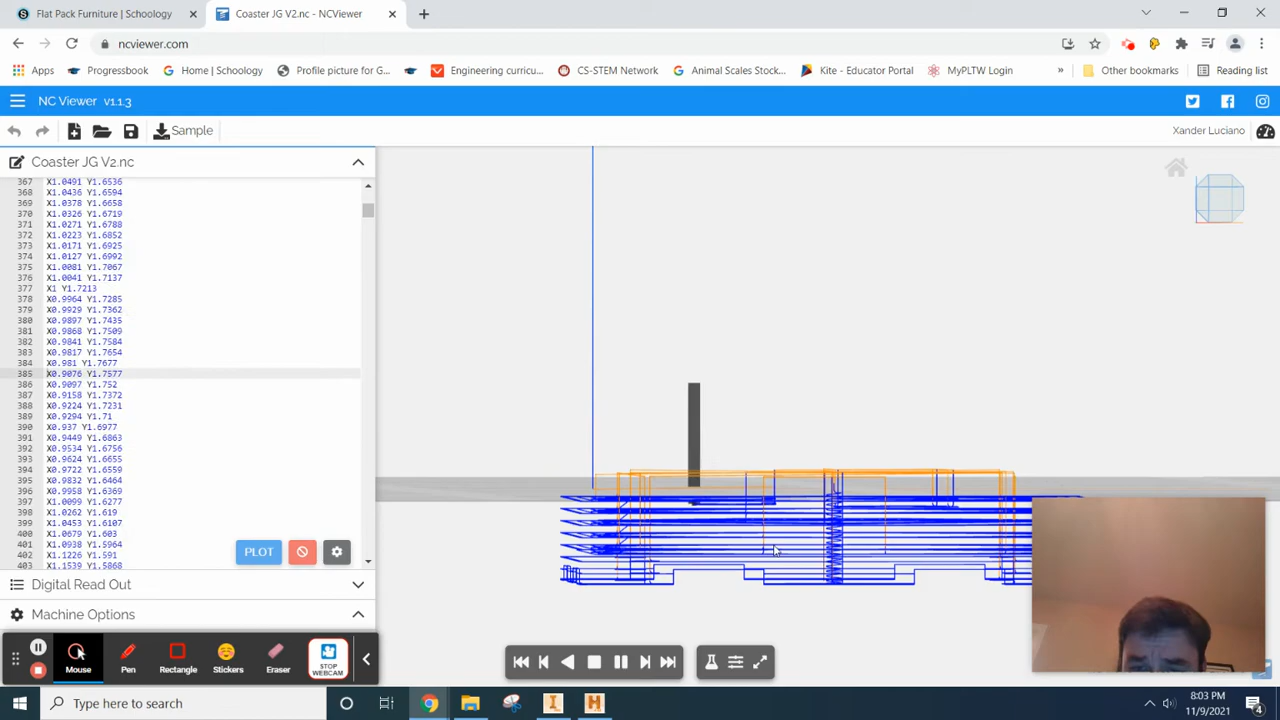 Flat Pack Furniture | Schoology
Coaster JG V2.nc - NCViewer
ncviewer.com
Apps
Progressbook
Home | Schoology
Profile picture for G...
Engineering curricu...
CS-STEM Network
Animal Scales Stock...
Kite - Educator Portal
MyPLTW Login
»
Other bookmarks
Reading list
NC Viewer v1.1.3
Sample
Xander Luciano
Coaster JG V2.nc
367 X1.0491 Y1.6536
368 X1.0436 Y1.6594
369 X1.0378 Y1.6658
370 X1.0326 Y1.6719
371 X1.0271 Y1.6788
372 X1.0223 Y1.6852
373 X1.0171 Y1.6925
374 X1.0127 Y1.6992
375 X1.0081 Y1.7067
376 X1.0041 Y1.7137
377 X1 Y1.7213
378 X0.9964 Y1.7285
379 X0.9929 Y1.7362
380 X0.9897 Y1.7435
381 X0.9868 Y1.7509
382 X0.9841 Y1.7584
383 X0.9817 Y1.7654
384 X0.981 Y1.7677
385 X0.9076 Y1.7577
386 X0.9097 Y1.752
387 X0.9158 Y1.7372
388 X0.9224 Y1.7231
389 X0.9294 Y1.71
390 X0.937 Y1.6977
391 X0.9449 Y1.6863
392 X0.9534 Y1.6756
393 X0.9624 Y1.6655
394 X0.9722 Y1.6559
395 X0.9832 Y1.6464
396 X0.9958 Y1.6369
397 X1.0099 Y1.6277
398 X1.0262 Y1.619
399 X1.0453 Y1.6107
400 X1.0679 Y1.603
401 X1.0938 Y1.5964
402 X1.1226 Y1.591
403 X1.1539 Y1.5868
PLOT
Digital Read Out
Machine Options
Mouse
Pen
Rectangle
Stickers
Eraser
STOP
WEBCAM
Type here to search
8:03 PM
11/9/2021
4